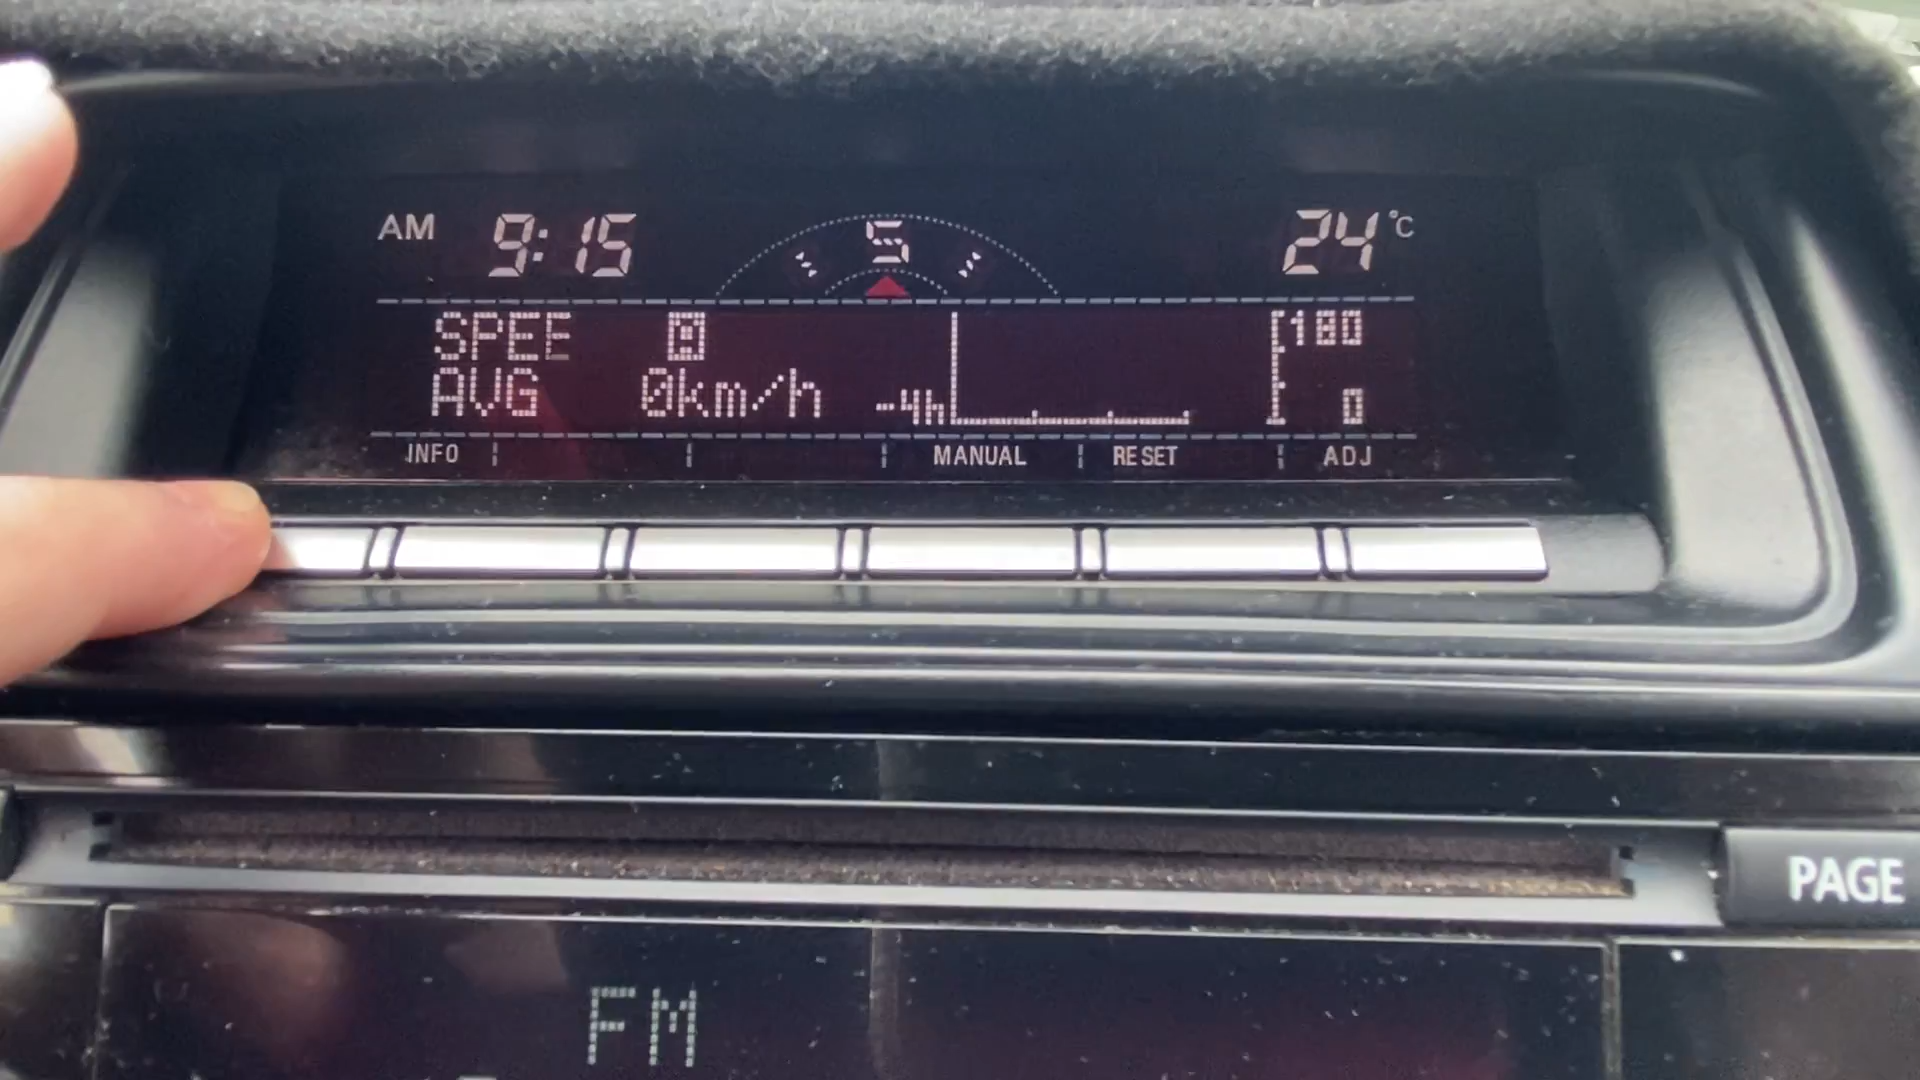 AM 9:15 S 24°C
SPEE 180
AVG 0km/h -4h 0
INFO MANUAL RESET ADJ
PAGE
FM